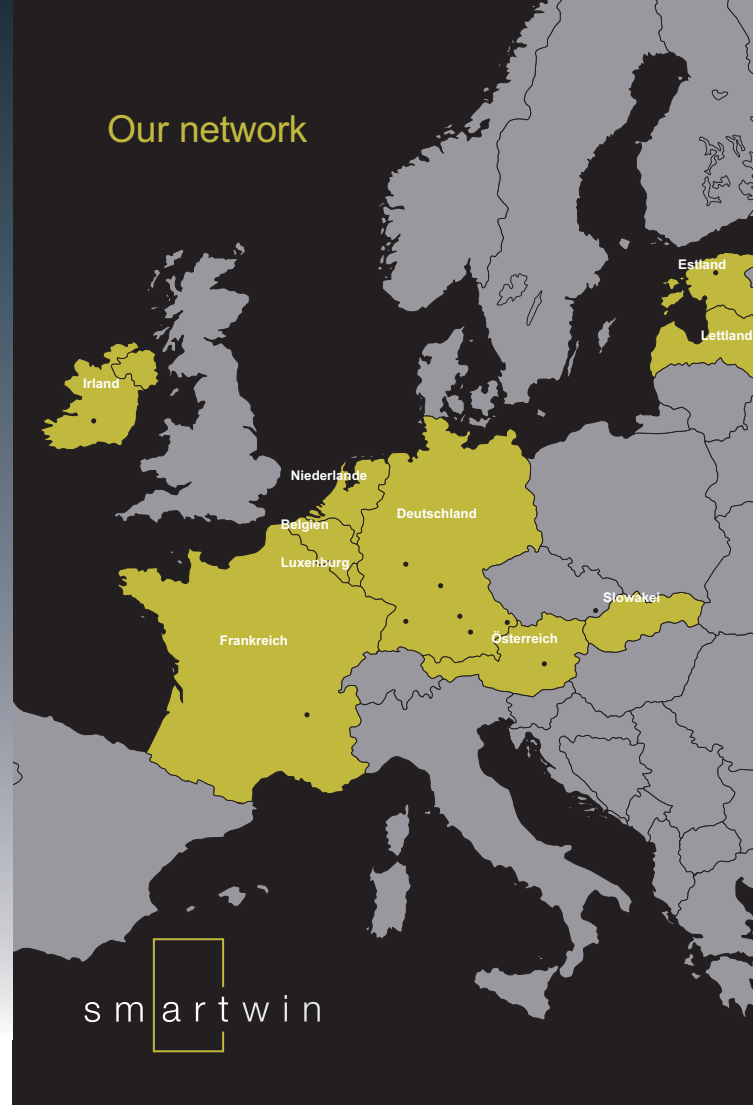 Our network
Estland
Lettland
Irland
Niederlande
Deutschland
Belgien
Luxenburg
Slowakei
Österreich
Frankreich
smartwin